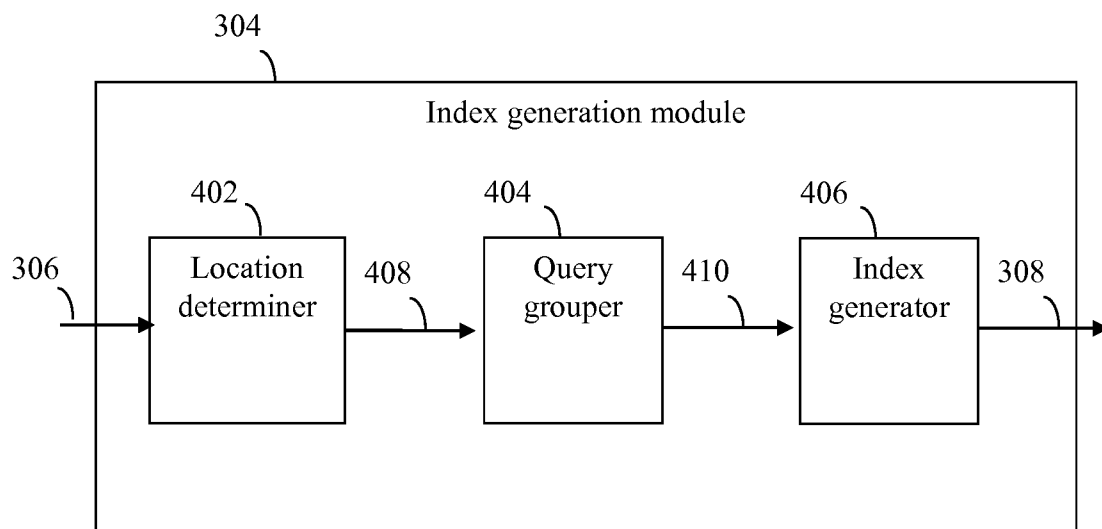 304
Index generation module
402
404
406
306
Location
determiner
408
Query
grouper
410
Index
generator
308